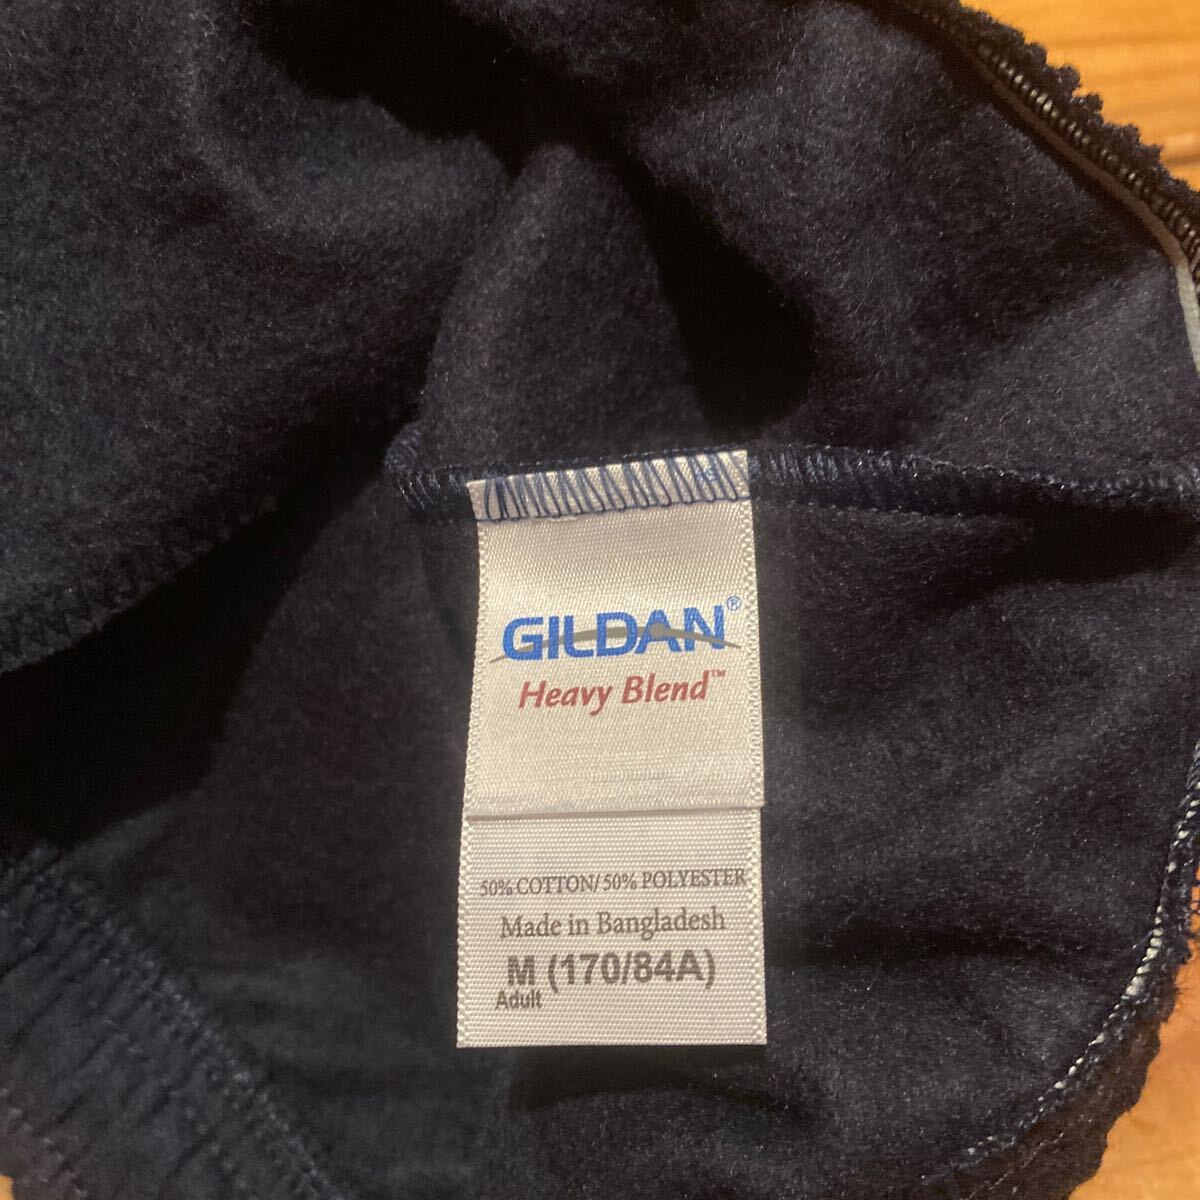 GILDAN®
Heavy Blend™
50% COTTON/50% POLYESTER
Made in Bangladesh
M (170/84A)
Adult